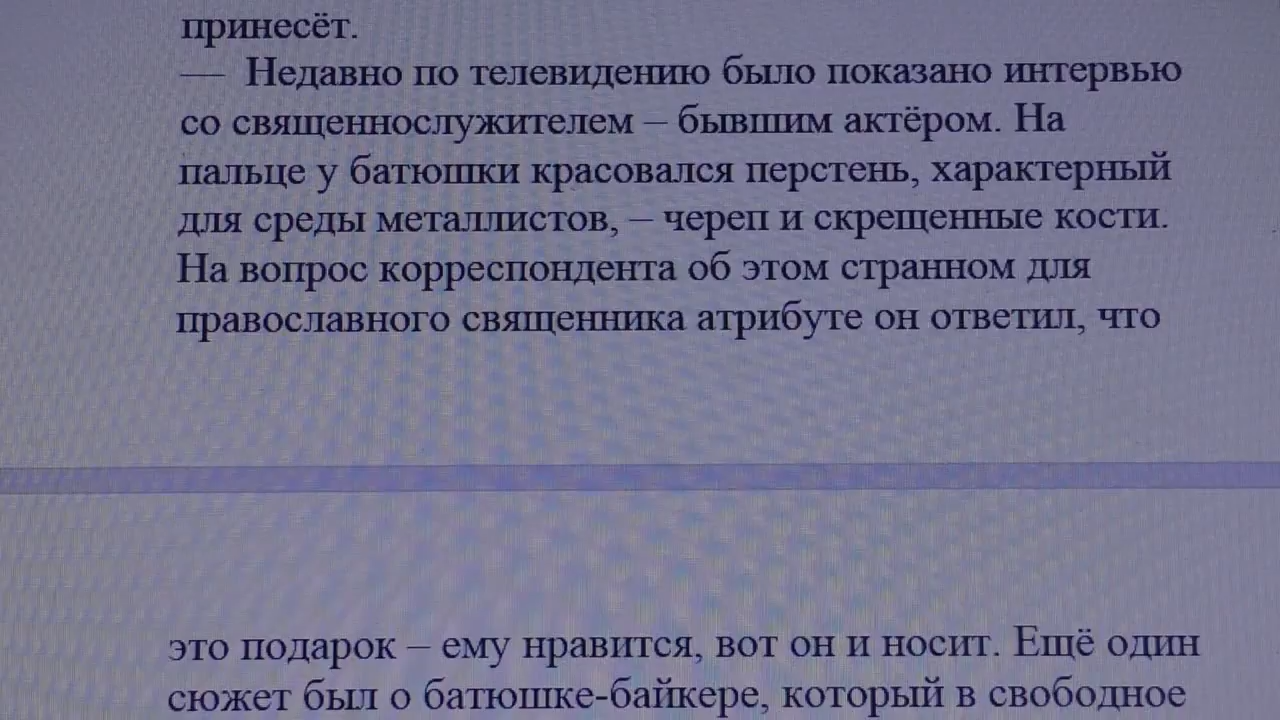 принесёт.
— Недавно по телевидению было показано интервью
со священнослужителем – бывшим актёром. На
пальце у батюшки красовался перстень, характерный
для среды металлистов, – череп и скрещенные кости.
На вопрос корреспондента об этом странном для
православного священника атрибуте он ответил, что
это подарок – ему нравится, вот он и носит. Ещё один
сюжет был о батюшке-байкере, который в свободное